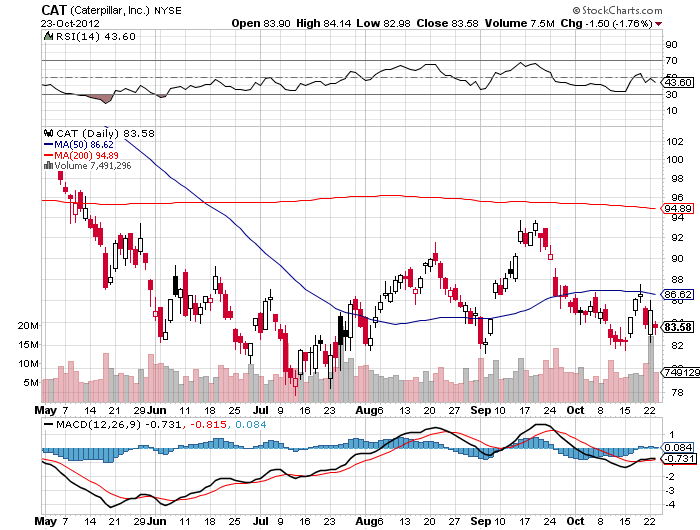 CAT (Caterpillar, Inc.) NYSE
© StockCharts.com
23-Oct-2012
Open 83.90 High 84.14 Low 82.98 Close 83.58 Volume 7.5M Chg -1.50 (-1.76%)
RSI(14) 43.60
90
70
50
43.60
30
10
CAT (Daily) 83.58
MA(50) 86.62
MA(200) 94.89
Volume 7,491,296
102
100
98
96
94.89
92
90
88
86.62
83.58
82
78
20M
15M
10M
5M
7490129
May 7 14 21 29 Jun 11 18 25 Jul 9 16 23 Aug 6 13 20 27 Sep 10 17 24 Oct 8 15 22
MACD(12,26,9) -0.731, -0.815, 0.084
1
0.084
-0.731
-2
-3
-4
May 7 14 21 29 Jun 11 18 25 Jul 9 16 23 Aug 6 13 20 27 Sep 10 17 24 Oct 8 15 22